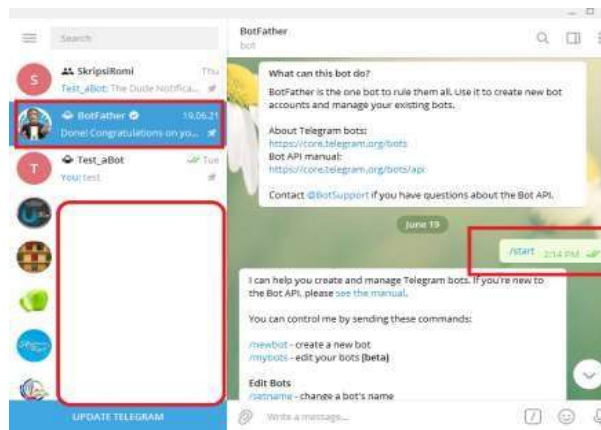 Search
SkripsiRomi
Thu
Test_aBot: The Dude Notifica...
BotFather
19.06.21
Done! Congratulations on yo...
Test_aBot
Tue
You: test
UPDATE TELEGRAM
BotFather
bot
What can this bot do?
BotFather is the one bot to rule them all. Use it to create new bot
accounts and manage your existing bots.
About Telegram bots:
https://core.telegram.org/bots
Bot API manual:
https://core.telegram.org/bots/api
Contact @BotSupport if you have questions about the Bot API.
June 19
/start
2:14 PM
I can help you create and manage Telegram bots. If you're new to
the Bot API, please see the manual.
You can control me by sending these commands:
/newbot - create a new bot
/mybots - edit your bots (beta)
Edit Bots
/setname - change a bot's name
Write a message...
S
T